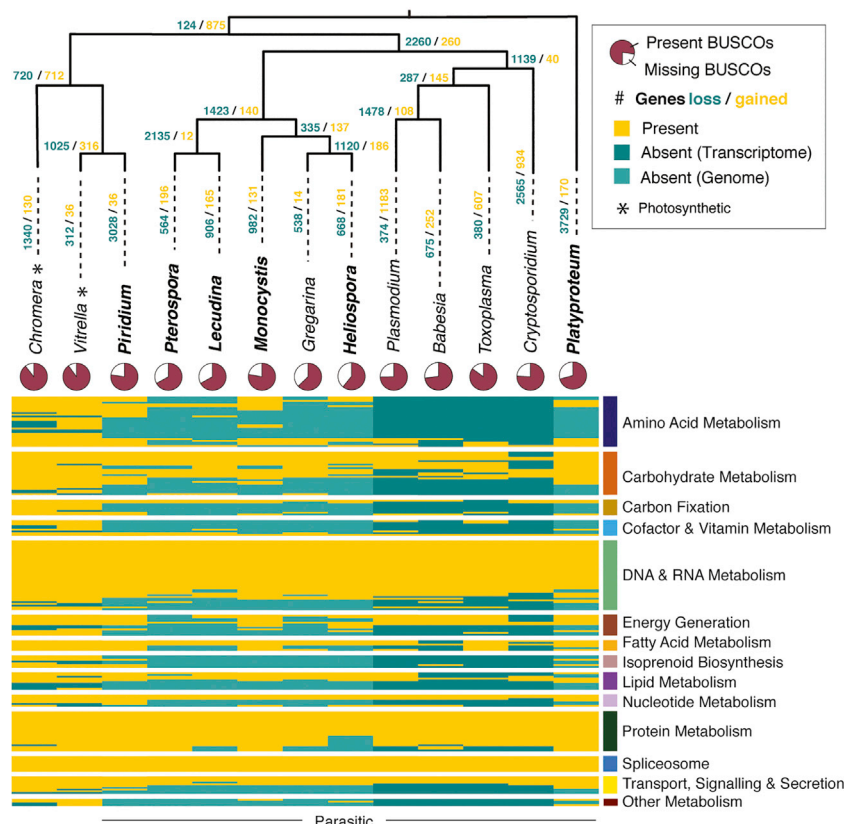 124 / 875
2260 / 260
1139 / 40
720 / 712
287 / 145
1423 / 140
1478 / 108
335 / 137
2135 / 12
1025 / 316
1120 / 186
1340 / 130
312 / 36
3028 / 36
564 / 196
906 / 165
982 / 131
538 / 14
668 / 181
374 / 1183
675 / 252
380 / 607
2565 / 934
3729 / 170
Present BUSCOs
Missing BUSCOs
# Genes loss / gained
Present
Absent (Transcriptome)
Absent (Genome)
* Photosynthetic
Chromera *
Vitrella *
Piridium
Pterospora
Lecudina
Monocystis
Gregarina
Heliospora
Plasmodium
Babesia
Toxoplasma
Cryptosporidium
Platyproteum
Amino Acid Metabolism
Carbohydrate Metabolism
Carbon Fixation
Cofactor & Vitamin Metabolism
DNA & RNA Metabolism
Energy Generation
Fatty Acid Metabolism
Isoprenoid Biosynthesis
Lipid Metabolism
Nucleotide Metabolism
Protein Metabolism
Spliceosome
Transport, Signalling & Secretion
Other Metabolism
Parasitic